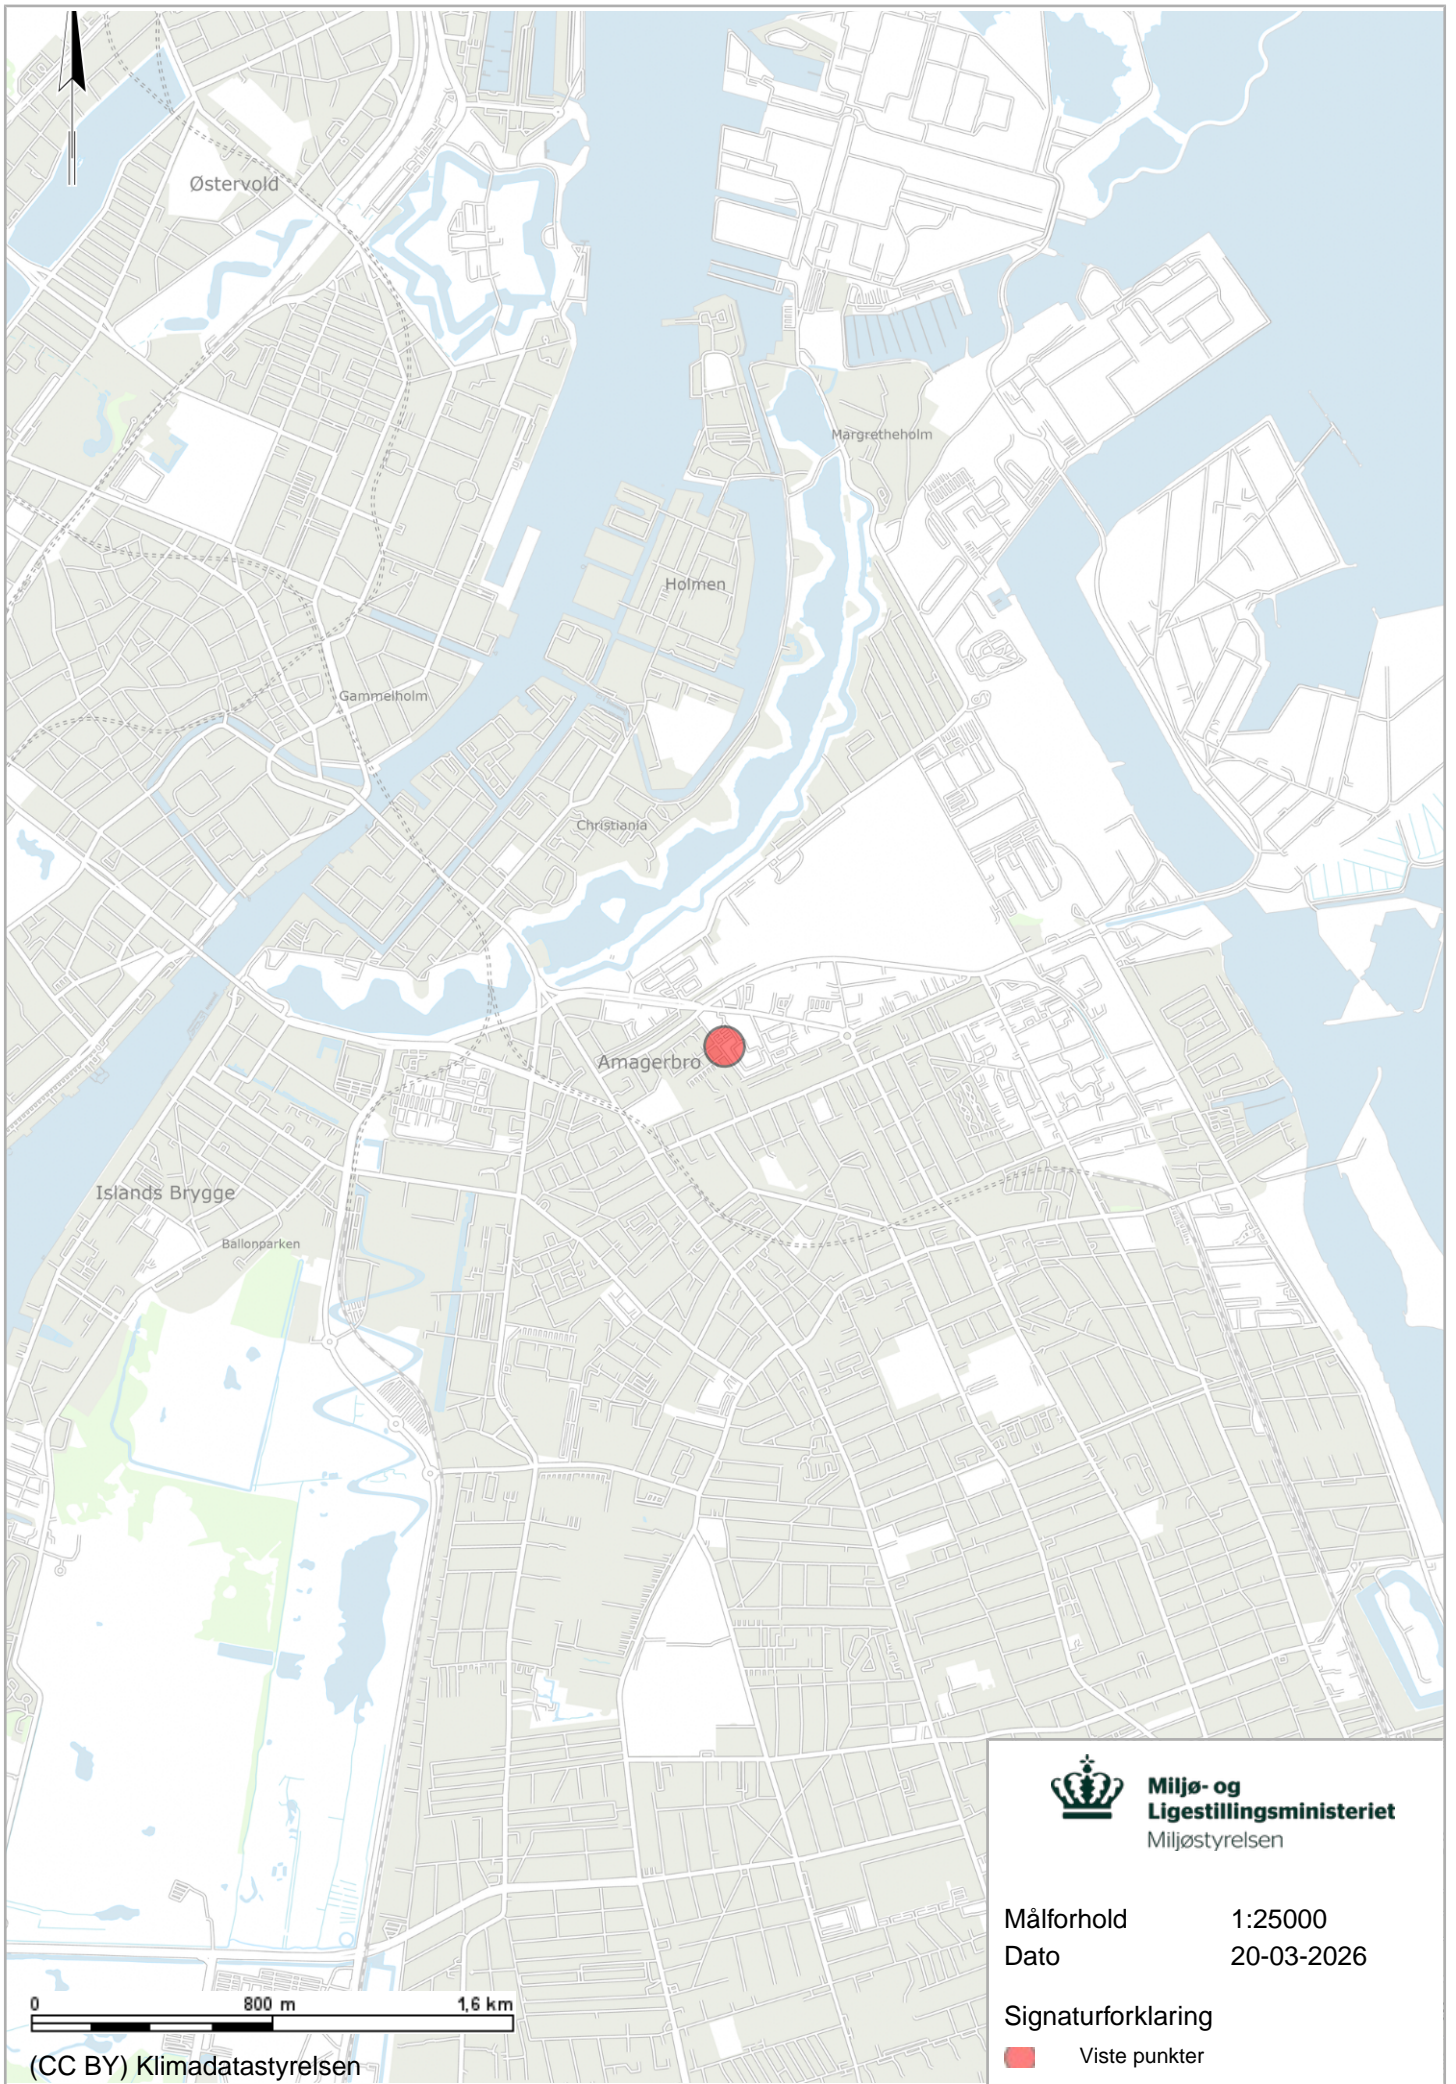 Østervold
Margretheholm
Holmen
Gammelholm
Christiania
Amagerbro
Islands Brygge
Ballonparken
Miljø- og
Ligestillingsministeriet
Miljøstyrelsen
Målforhold 1:25000
Dato 20-03-2026
Signaturforklaring
Viste punkter
0 800 m 1,6 km
(CC BY) Klimadatastyrelsen